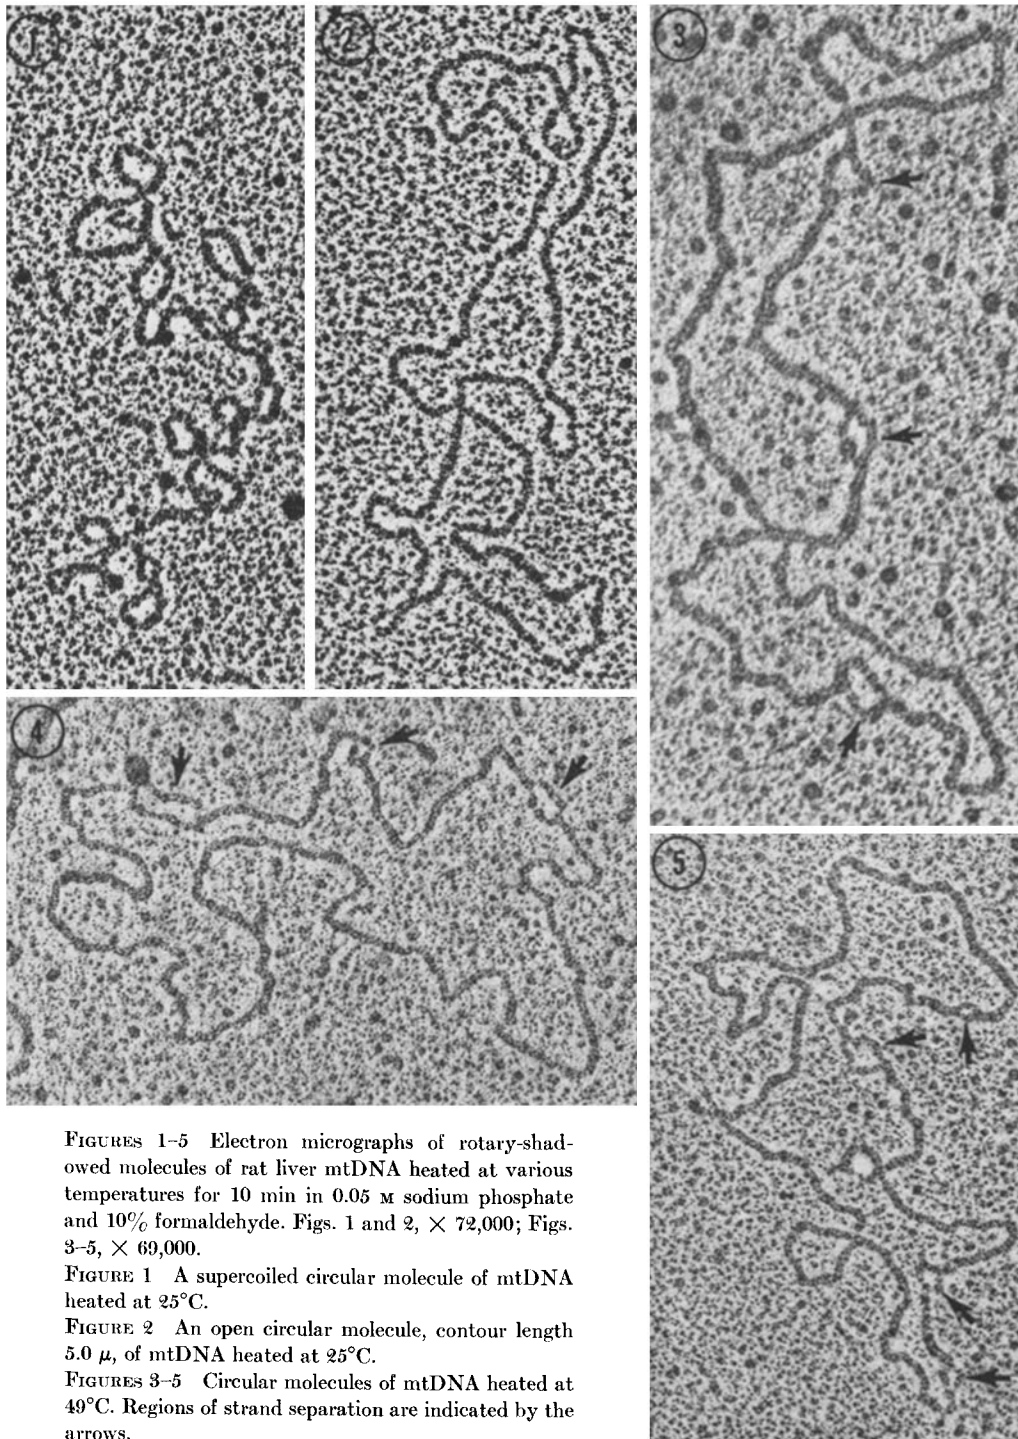 1
2
3
4
5
FIGURES 1–5 Electron micrographs of rotary-shad-
owed molecules of rat liver mtDNA heated at various
temperatures for 10 min in 0.05 M sodium phosphate
and 10% formaldehyde. Figs. 1 and 2, × 72,000; Figs.
3–5, × 69,000.
FIGURE 1 A supercoiled circular molecule of mtDNA
heated at 25°C.
FIGURE 2 An open circular molecule, contour length
5.0 μ, of mtDNA heated at 25°C.
FIGURES 3–5 Circular molecules of mtDNA heated at
49°C. Regions of strand separation are indicated by the
arrows.